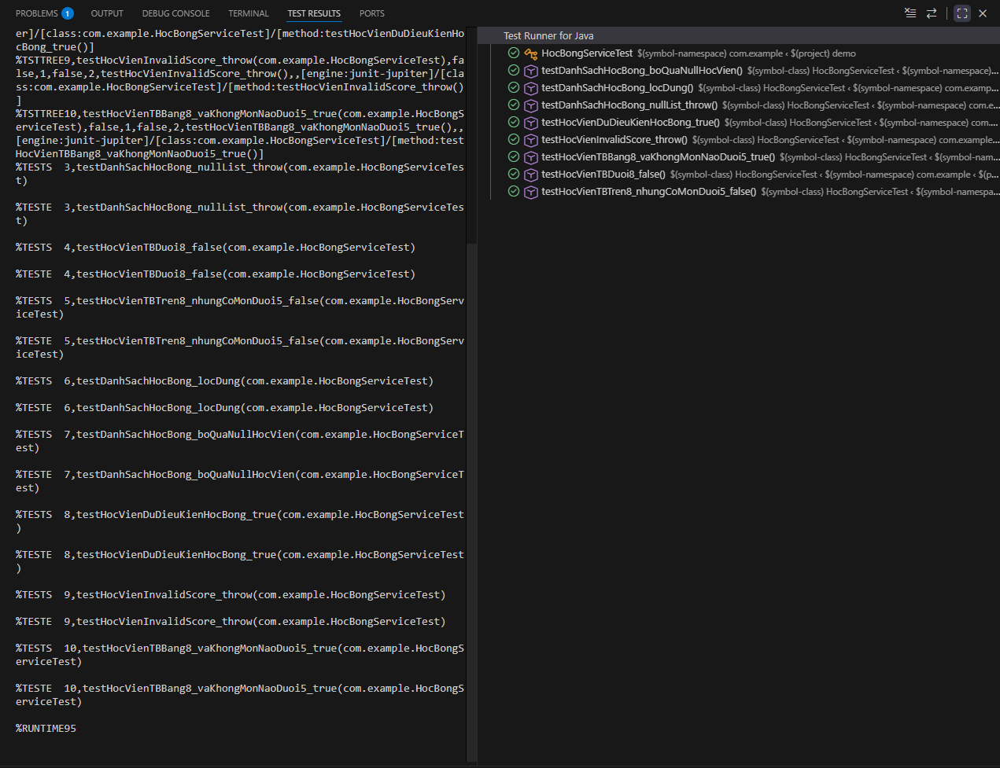 PROBLEMS 1 OUTPUT DEBUG CONSOLE TERMINAL TEST RESULTS PORTS
er]/[class:com.example.HocBongServiceTest]/[method:testHocVienDuDieuKienHo
cBong_true()]
%TSTTREE9,testHocVienInvalidScore_throw(com.example.HocBongServiceTest),fa
lse,1,false,2,testHocVienInvalidScore_throw(),,[engine:junit-jupiter]/[cla
ss:com.example.HocBongServiceTest]/[method:testHocVienInvalidScore_throw()
]
%TSTTREE10,testHocVienTBBang8_vaKhongMonNaoDuoi5_true(com.example.HocBongS
erviceTest),false,1,false,2,testHocVienTBBang8_vaKhongMonNaoDuoi5_true(),,
[engine:junit-jupiter]/[class:com.example.HocBongServiceTest]/[method:test
HocVienTBBang8_vaKhongMonNaoDuoi5_true()]
%TESTS  3,testDanhSachHocBong_nullList_throw(com.example.HocBongServiceTes
t)
%TESTE  3,testDanhSachHocBong_nullList_throw(com.example.HocBongServiceTes
t)
%TESTS  4,testHocVienTBDuoi8_false(com.example.HocBongServiceTest)
%TESTE  4,testHocVienTBDuoi8_false(com.example.HocBongServiceTest)
%TESTS  5,testHocVienTBTren8_nhungCoMonDuoi5_false(com.example.HocBongServ
iceTest)
%TESTE  5,testHocVienTBTren8_nhungCoMonDuoi5_false(com.example.HocBongServ
iceTest)
%TESTS  6,testDanhSachHocBong_locDung(com.example.HocBongServiceTest)
%TESTE  6,testDanhSachHocBong_locDung(com.example.HocBongServiceTest)
%TESTS  7,testDanhSachHocBong_boQuaNullHocVien(com.example.HocBongServiceT
est)
%TESTE  7,testDanhSachHocBong_boQuaNullHocVien(com.example.HocBongServiceT
est)
%TESTS  8,testHocVienDuDieuKienHocBong_true(com.example.HocBongServiceTest
)
%TESTE  8,testHocVienDuDieuKienHocBong_true(com.example.HocBongServiceTest
)
%TESTS  9,testHocVienInvalidScore_throw(com.example.HocBongServiceTest)
%TESTE  9,testHocVienInvalidScore_throw(com.example.HocBongServiceTest)
%TESTS  10,testHocVienTBBang8_vaKhongMonNaoDuoi5_true(com.example.HocBongS
erviceTest)
%TESTE  10,testHocVienTBBang8_vaKhongMonNaoDuoi5_true(com.example.HocBongS
erviceTest)
%RUNTIME95
Test Runner for Java
HocBongServiceTest $(symbol-namespace) com.example ‹ $(project) demo
testDanhSachHocBong_boQuaNullHocVien() $(symbol-class) HocBongServiceTest ‹ $(symbol-namespace)...
testDanhSachHocBong_locDung() $(symbol-class) HocBongServiceTest ‹ $(symbol-namespace) com.examp...
testDanhSachHocBong_nullList_throw() $(symbol-class) HocBongServiceTest ‹ $(symbol-namespace) com.e...
testHocVienDuDieuKienHocBong_true() $(symbol-class) HocBongServiceTest ‹ $(symbol-namespace) com....
testHocVienInvalidScore_throw() $(symbol-class) HocBongServiceTest ‹ $(symbol-namespace) com.example...
testHocVienTBBang8_vaKhongMonNaoDuoi5_true() $(symbol-class) HocBongServiceTest ‹ $(symbol-nam...
testHocVienTBDuoi8_false() $(symbol-class) HocBongServiceTest ‹ $(symbol-namespace) com.example ‹ $(p...
testHocVienTBTren8_nhungCoMonDuoi5_false() $(symbol-class) HocBongServiceTest ‹ $(symbol-namespa...